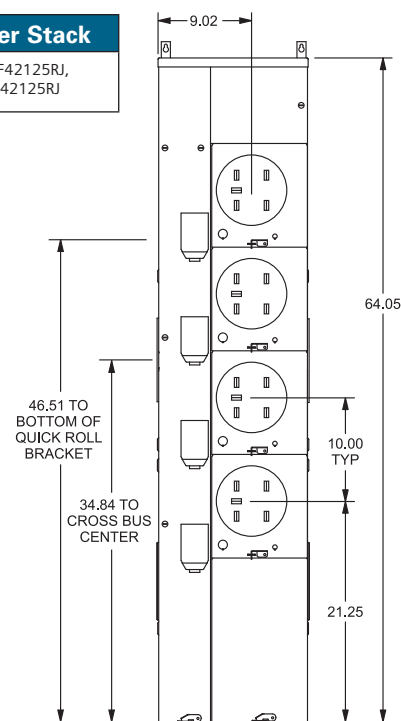 er Stack
F42125RJ,
42125RJ
9.02
64.05
46.51 TO
BOTTOM OF
QUICK ROLL
BRACKET
10.00
TYP
34.84 TO
CROSS BUS
CENTER
21.25